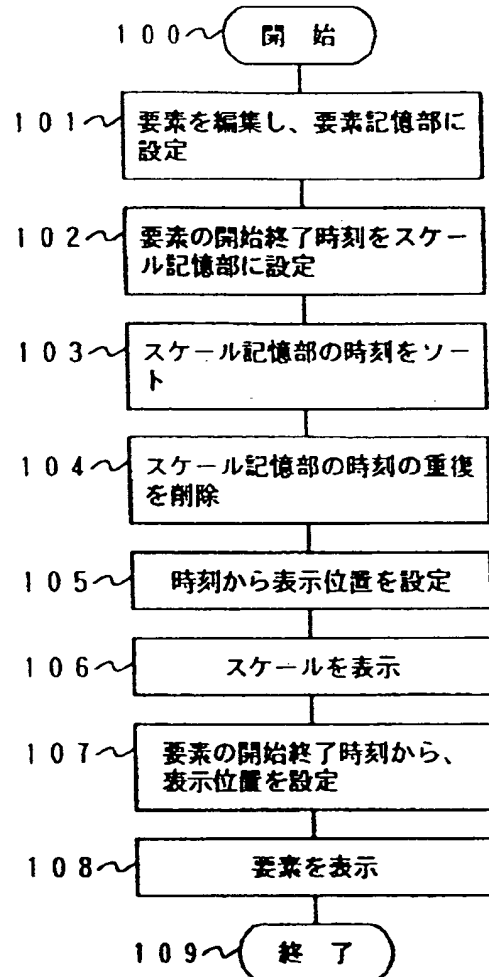 100 開始
101 要素を編集し、要素記憶部に
設定
102 要素の開始終了時刻をスケー
ル記憶部に設定
103 スケール記憶部の時刻をソー
ト
104 スケール記憶部の時刻の重複
を削除
105 時刻から表示位置を設定
106 スケールを表示
107 要素の開始終了時刻から、
表示位置を設定
108 要素を表示
109 終了